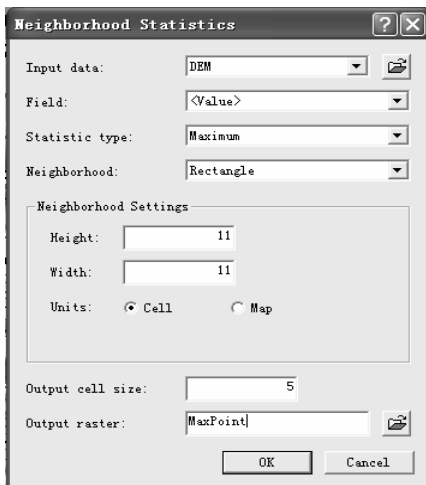 Neighborhood Statistics
Input data: DEM
Field: <Value>
Statistic type: Maximum
Neighborhood: Rectangle
Neighborhood Settings
Height: 11
Width: 11
Units: Cell Map
Output cell size: 5
Output raster: MaxPoint
OK Cancel